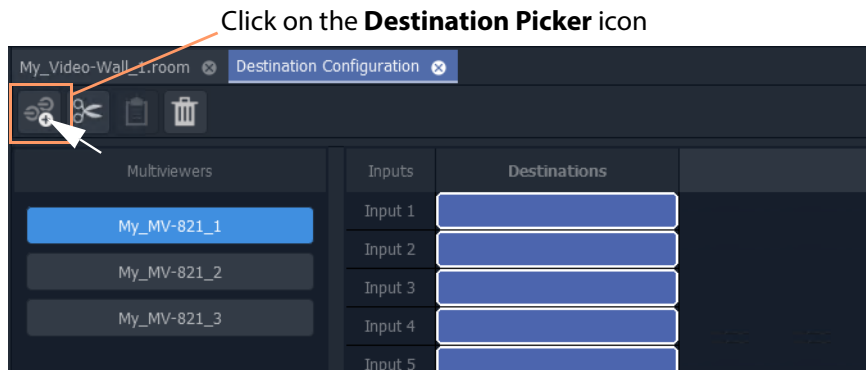 Click on the Destination Picker icon
My_Video-Wall_1.room Destination Configuration
Multiviewers Inputs Destinations
My_MV-821_1 Input 1
Input 2
My_MV-821_2 Input 3
My_MV-821_3 Input 4
Input 5